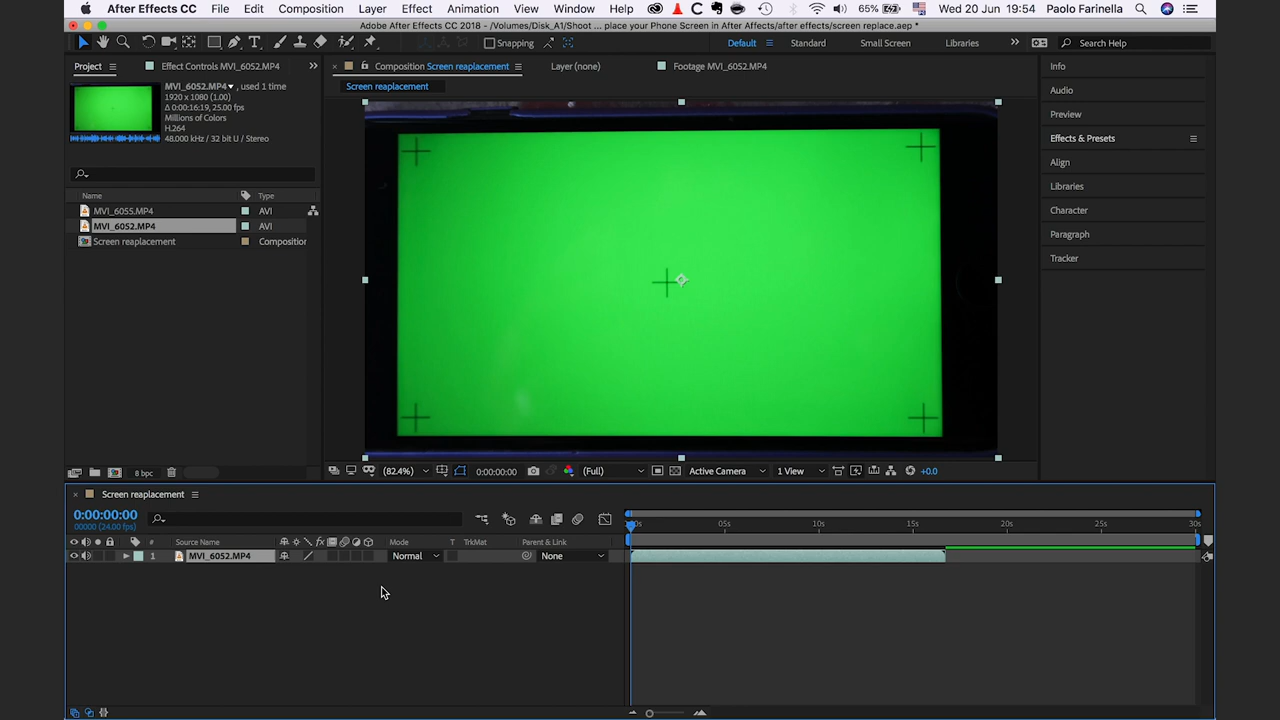 After Effects CC File Edit Composition Layer Effect Animation View Window Help 65% Wed 20 Jun 19:54 Paolo Farinella
Adobe After Effects CC 2018 - /Volumes/Disk_A1/Shoot ... place your Phone Screen in After Affects/after effects/screen replace.aep *
Snapping Default Standard Small Screen Libraries Search Help
Project Effect Controls MVI_6052.MP4 Composition Screen reaplacement Layer (none) Footage MVI_6052.MP4 Info
Screen reaplacement
MVI_6052.MP4, used 1 time
1920 x 1080 (1.00)
Δ 0:00:16:19, 25.00 fps
Millions of Colors
H.264
48.000 kHz / 32 bit U / Stereo
Audio
Preview
Effects & Presets
Align
Libraries
Character
Paragraph
Tracker
Name Type
MVI_6055.MP4 AVI
MVI_6052.MP4 AVI
Screen reaplacement Composition
8 bpc (82.4%) 0:00:00:00 (Full) Active Camera 1 View +0.0
Screen reaplacement
0:00:00:00
00000 (24.00 fps)
05s 10s 15s 20s 25s 30s
# Source Name Mode T TrkMat Parent & Link
1 MVI_6052.MP4 Normal None